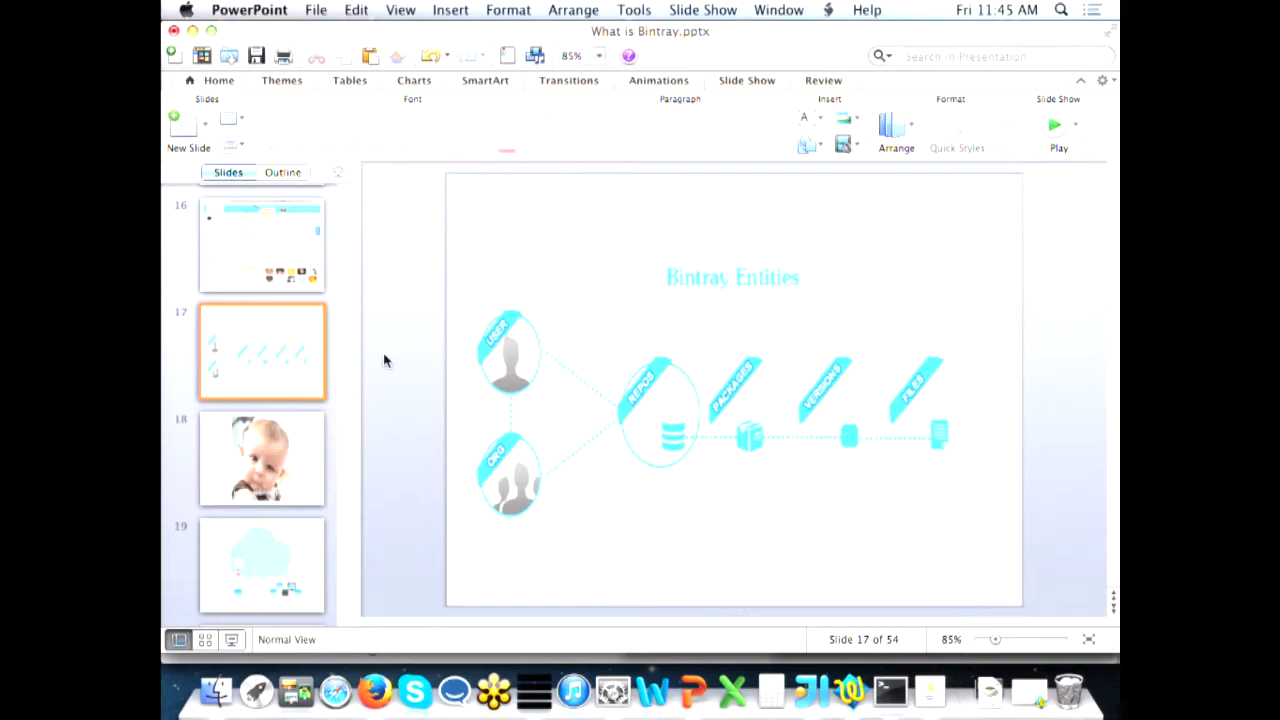 PowerPoint File Edit View Insert Format Arrange Tools Slide Show Window Help Fri 11:45 AM
What is Bintray.pptx
85% Search in Presentation
Home Themes Tables Charts SmartArt Transitions Animations Slide Show Review
Slides Font Paragraph Insert Format Slide Show
New Slide Arrange Quick Styles Play
Slides Outline
16
17
18
19
Bintray Entities
USER
ORG
REPOS
PACKAGES
VERSIONS
FILES
Normal View Slide 17 of 54 85%